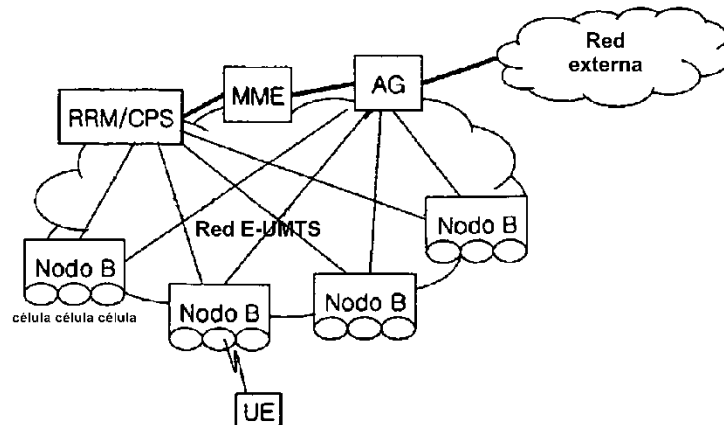 Red
externa
AG
MME
RRM/CPS
Nodo B
Red E-UMTS
Nodo B
Nodo B
Nodo B
célula célula célula
UE